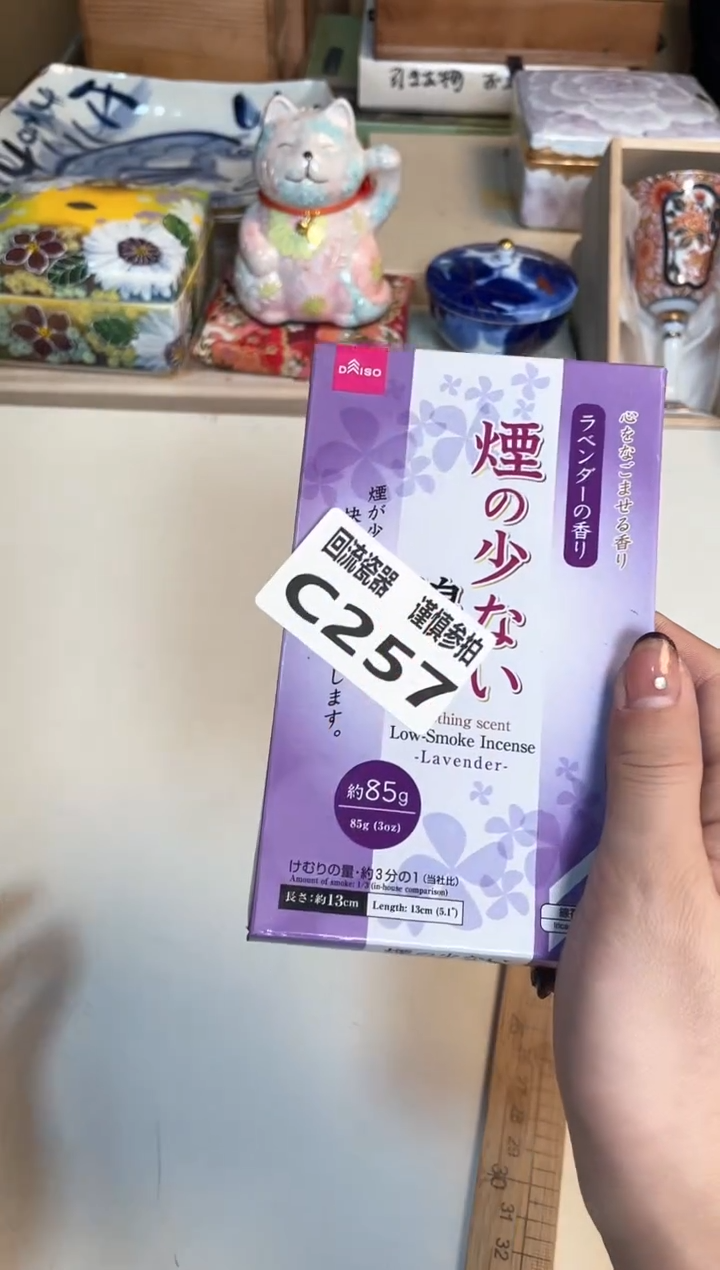 DAISO
心をなごませる香り
ラベンダーの香り
煙の少ない
煙が少
します。
回流瓷器 谨慎参拍
C257
thing scent
Low-Smoke Incense
-Lavender-
約85g
85g (3oz)
けむりの量・約3分の1(当社比)
Amount of smoke: 1/3 (in-house comparison)
長さ:約13cm
Length: 13cm (5.1")
29
30
31
32